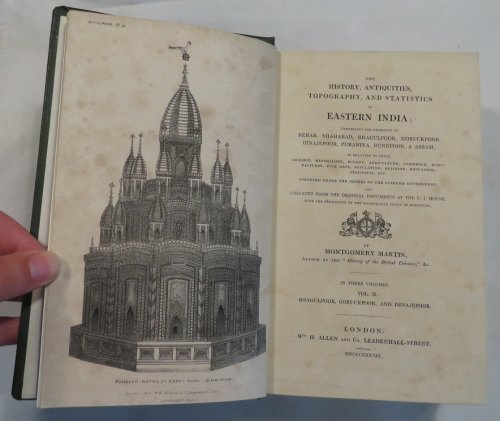 THE
HISTORY, ANTIQUITIES,
TOPOGRAPHY, AND STATISTICS
OF
EASTERN INDIA;
COMPRISING THE DISTRICTS OF
BEHAR, SHAHABAD, BHAGULPOOR, GORUCKPOOR,
DINAJEPOOR, PURANIYA, RUNGPOOR, & ASSAM,
IN RELATION TO THEIR
GEOLOGY, MINERALOGY, BOTANY, AGRICULTURE, COMMERCE, MANU-
FACTURES, FINE ARTS, POPULATION, RELIGION, EDUCATION,
STATISTICS, ETC.
SURVEYED UNDER THE ORDERS OF THE SUPREME GOVERNMENT,
AND
COLLATED FROM THE ORIGINAL DOCUMENTS AT THE E. I. HOUSE,
WITH THE PERMISSION OF THE HONOURABLE COURT OF DIRECTORS,
BY
MONTGOMERY MARTIN,
AUTHOR OF THE "History of the British Colonies," &c
IN THREE VOLUMES.
VOL. II.
BHAGULPOOR, GORUCKPOOR, AND DINAJEPOOR.
LONDON:
Wm H. ALLEN AND CO. LEADENHALL-STREET.
MDCCCXXXVIII.